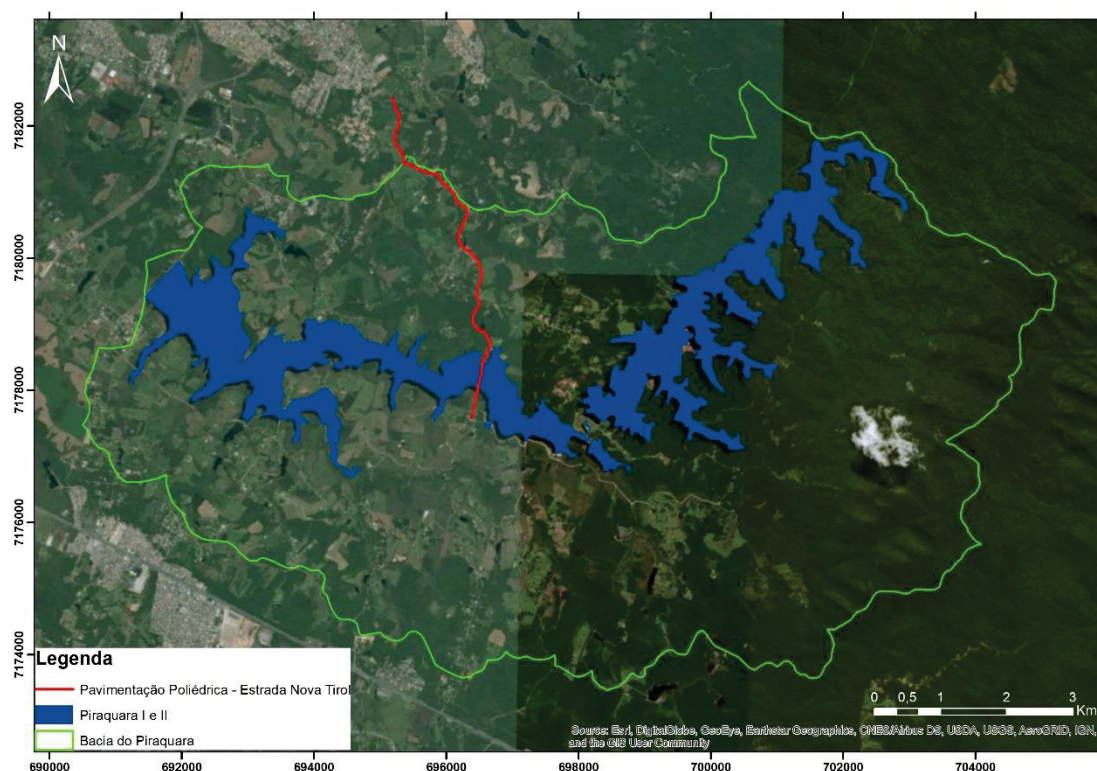 N
7182000
7180000
7178000
7176000
7174000
Legenda
Pavimentação Poliédrica - Estrada Nova Tirol
Piraquara I e II
Bacia do Piraquara
0 0,5 1 2 3
Km
Source: Esri, DigitalGlobe, GeoEye, Earthstar Geographics, CNES/Airbus DS, USDA, USGS, AeroGRID, IGN,
and the GIS User Community
690000 692000 694000 696000 698000 700000 702000 704000